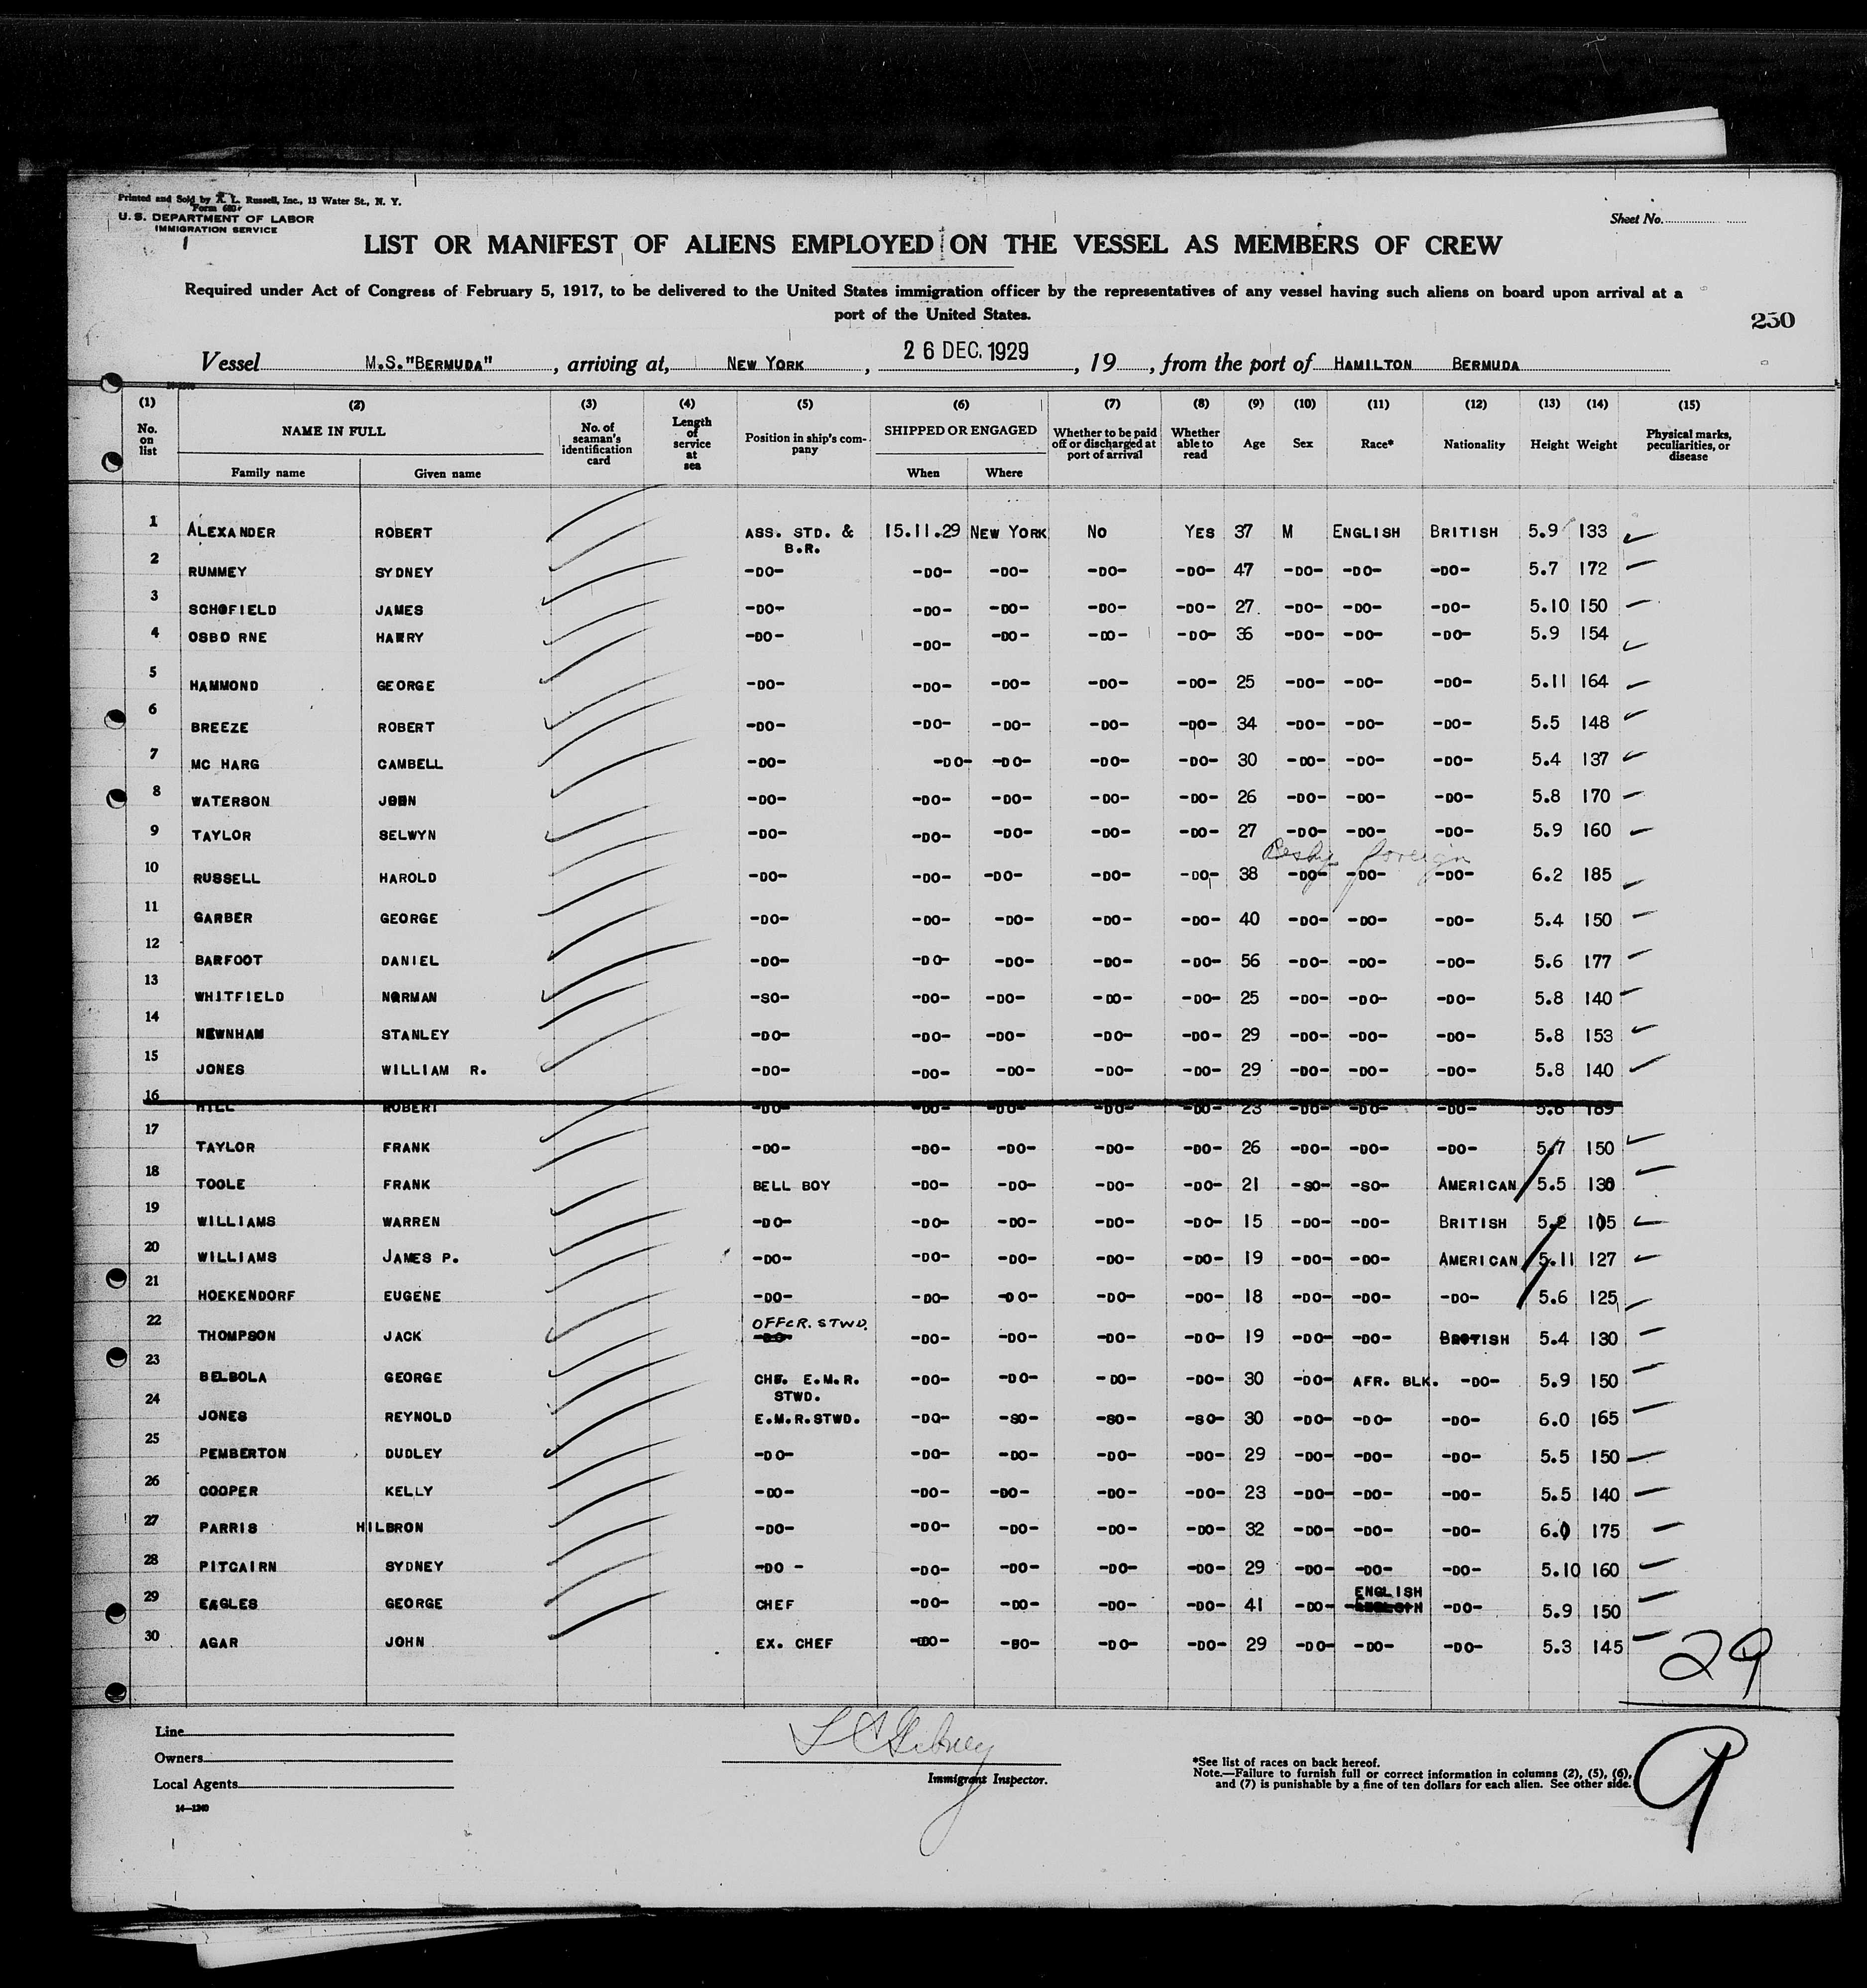 Printed and Sold by A. L. Russell, Inc., 13 Water St., N. Y.
Form 680
U. S. DEPARTMENT OF LABOR
IMMIGRATION SERVICE
Sheet No.
LIST OR MANIFEST OF ALIENS EMPLOYED ON THE VESSEL AS MEMBERS OF CREW
Required under Act of Congress of February 5, 1917, to be delivered to the United States immigration officer by the representatives of any vessel having such aliens on board upon arrival at a
port of the United States.
250
Vessel M.S."BERMUDA", arriving at, NEW YORK, 26 DEC. 1929, 19, from the port of HAMILTON BERMUDA
(1) (2) (3) (4) (5) (6) (7) (8) (9) (10) (11) (12) (13) (14) (15)
No. on list NAME IN FULL Family name Given name No. of seaman's identification card Length of service at sea Position in ship's company SHIPPED OR ENGAGED When Where Whether to be paid off or discharged at port of arrival Whether able to read Age Sex Race* Nationality Height Weight Physical marks, peculiarities, or disease
1 ALEXANDER ROBERT ASS. STD. & B.R. 15.11.29 NEW YORK NO YES 37 M ENGLISH BRITISH 5.9 133
2 RUMMEY SYDNEY -DO- -DO- -DO- -DO- -DO- 47 -DO- -DO- -DO- 5.7 172
3 SCHOFIELD JAMES -DO- -DO- -DO- -DO- -DO- 27 -DO- -DO- -DO- 5.10 150
4 OSBO RNE HARRY -DO- -DO- -DO- -DO- -DO- 36 -DO- -DO- -DO- 5.9 154
5 HAMMOND GEORGE -DO- -DO- -DO- -DO- -DO- 25 -DO- -DO- -DO- 5.11 164
6 BREEZE ROBERT -DO- -DO- -DO- -DO- -DO- 34 -DO- -DO- -DO- 5.5 148
7 MC HARG CAMBELL -DO- -DO- -DO- -DO- -DO- 30 -DO- -DO- -DO- 5.4 137
8 WATERSON JOHN -DO- -DO- -DO- -DO- -DO- 26 -DO- -DO- -DO- 5.8 170
9 TAYLOR SELWYN -DO- -DO- -DO- -DO- -DO- 27 -DO- -DO- -DO- 5.9 160
foreign
10 RUSSELL HAROLD -DO- -DO- -DO- -DO- -DO- 38 -DO- -DO- -DO- 6.2 185
11 GARBER GEORGE -DO- -DO- -DO- -DO- -DO- 40 -DO- -DO- -DO- 5.4 150
12 BARFOOT DANIEL -DO- -DO- -DO- -DO- -DO- 56 -DO- -DO- -DO- 5.6 177
13 WHITFIELD NORMAN -SO- -DO- -DO- -DO- -DO- 25 -DO- -DO- -DO- 5.8 140
14 NEWNHAM STANLEY -DO- -DO- -DO- -DO- -DO- 29 -DO- -DO- -DO- 5.8 153
15 JONES WILLIAM R. -DO- -DO- -DO- -DO- -DO- 29 -DO- -DO- -DO- 5.8 140
16 HILL ROBERT -DO- -DO- -DO- -DO- -DO- 23 -DO- -DO- -DO- 5.6 169
17 TAYLOR FRANK -DO- -DO- -DO- -DO- -DO- 26 -DO- -DO- -DO- 5.7 150
18 TOOLE FRANK BELL BOY -DO- -DO- -DO- -DO- 21 -SO- -SO- AMERICAN 5.5 130
19 WILLIAMS WARREN -DO- -DO- -DO- -DO- -DO- 15 -DO- -DO- BRITISH 5.2 105
20 WILLIAMS JAMES P. -DO- -DO- -DO- -DO- -DO- 19 -DO- -DO- AMERICAN 5.11 127
21 HOEKENDORF EUGENE -DO- -DO- -DO- -DO- -DO- 18 -DO- -DO- -DO- 5.6 125
22 THOMPSON JACK OFFCR. STWD. -DO- -DO- -DO- -DO- -DO- 19 -DO- -DO- BRITISH 5.4 130
23 BELBOLA GEORGE CHF. E.M.R. STWD. -DO- -DO- -DO- -DO- 30 -DO- AFR. BLK. -DO- 5.9 150
24 JONES REYNOLD E.M.R.STWD. -DO- -SO- -SO- -SO- 30 -DO- -DO- -DO- 6.0 165
25 PEMBERTON DUDLEY -DO- -DO- -DO- -DO- -DO- 29 -DO- -DO- -DO- 5.5 150
26 COOPER KELLY -DO- -DO- -DO- -DO- -DO- 23 -DO- -DO- -DO- 5.5 140
27 PARRIS HILBRON -DO- -DO- -DO- -DO- -DO- 32 -DO- -DO- -DO- 6.0 175
28 PITCAIRN SYDNEY -DO - -DO- -DO- -DO- -DO- 29 -DO- -DO- -DO- 5.10 160
29 EAGLES GEORGE CHEF -DO- -DO- -DO- -DO- 41 -DO- ENGLISH -DO- 5.9 150
30 AGAR JOHN EX. CHEF -DO- -DO- -DO- -DO- 29 -DO- -DO- -DO- 5.3 145
29
Line
Owners
Local Agents
14—1240
Immigrant Inspector.
*See list of races on back hereof.
Note.—Failure to furnish full or correct information in columns (2), (5), (6),
and (7) is punishable by a fine of ten dollars for each alien. See other side.
9